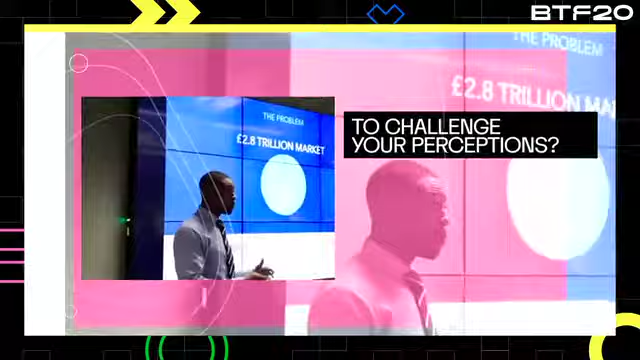 BTF20
THE PROBLEM
£2.8 TRILLION MA
THE PROBLEM
£2.8 TRILLION MARKET
TO CHALLENGE
YOUR PERCEPTIONS?